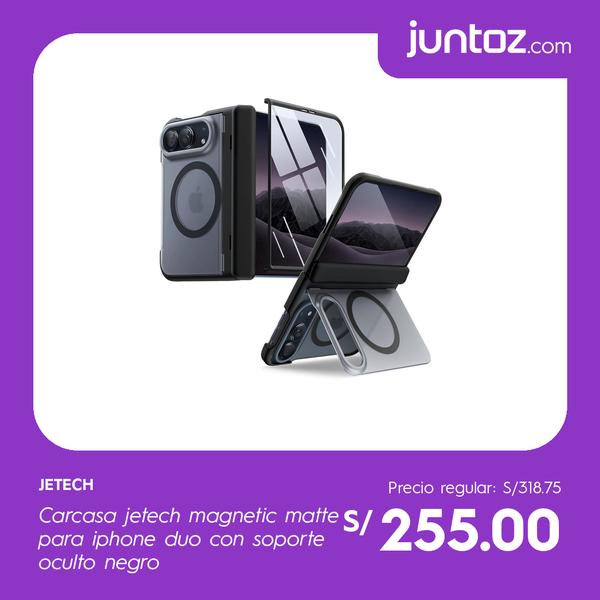 juntoz.com
JETECH
Carcasa jetech magnetic matte
para iphone duo con soporte
oculto negro
Precio regular: S/318.75
S/ 255.00